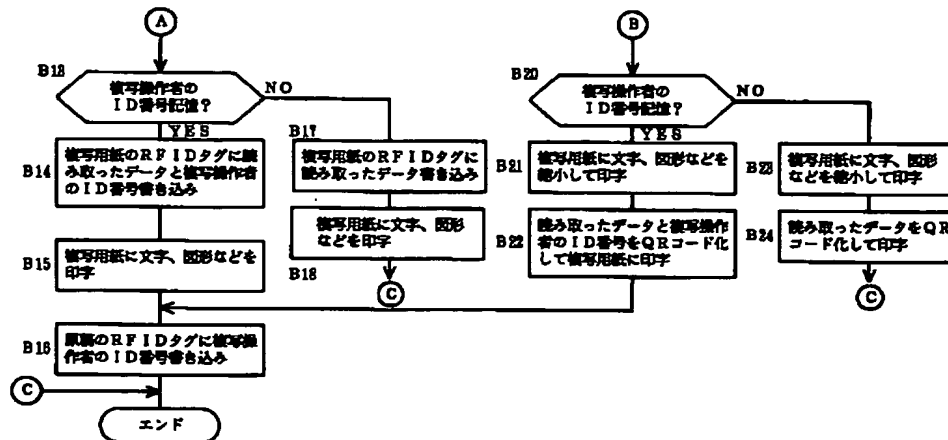 A
B13
複写操作者の
ID番号記憶?
NO
YES
B14
複写用紙のRFIDタグに読
み取ったデータと複写操作者
のID番号書き込み
B15
複写用紙に文字、図形などを
印字
B16
原稿のRFIDタグに複写操
作者のID番号書き込み
C
エンド
B17
複写用紙のRFIDタグに
読み取ったデータ書き込み
複写用紙に文字、図形
などを印字
B18
C
B
B20
複写操作者の
ID番号記憶?
NO
YES
B21
複写用紙に文字、図形などを
縮小して印字
B22
読み取ったデータと複写操作
者のID番号をQRコード化
して複写用紙に印字
B23
複写用紙に文字、図形
などを縮小して印字
B24
読み取ったデータをQR
コード化して印字
C